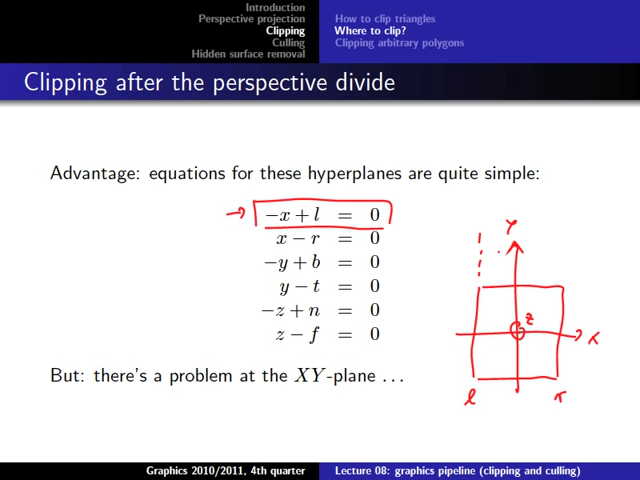 Introduction
Perspective projection
Clipping
Culling
Hidden surface removal
How to clip triangles
Where to clip?
Clipping arbitrary polygons
Clipping after the perspective divide
Advantage: equations for these hyperplanes are quite simple:
−x + l = 0
x − r = 0
−y + b = 0
y − t = 0
−z + n = 0
z − f = 0
Y
z
X
l r
But: there's a problem at the XY-plane ...
Graphics 2010/2011, 4th quarter
Lecture 08: graphics pipeline (clipping and culling)